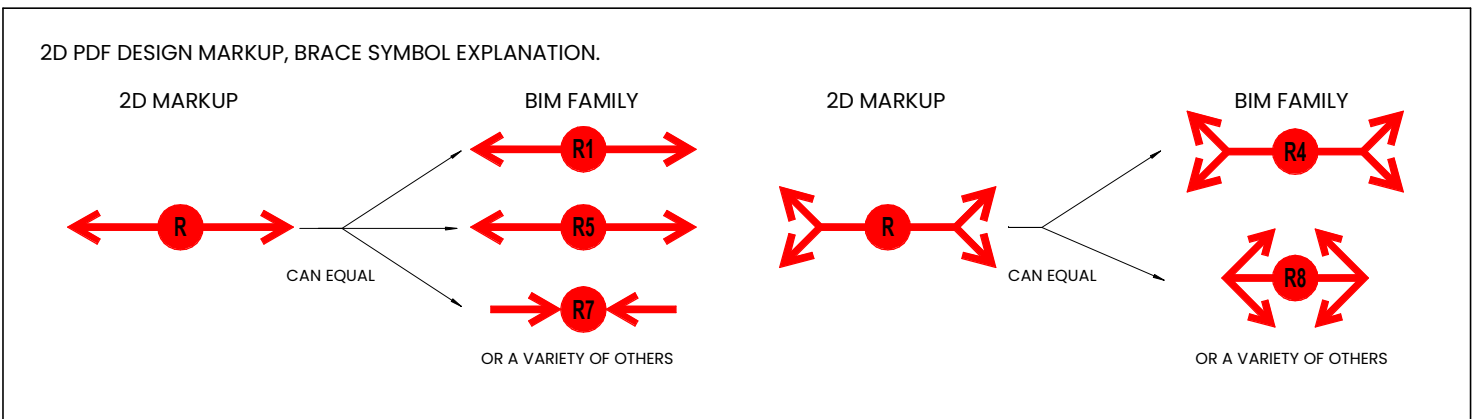 2D PDF DESIGN MARKUP, BRACE SYMBOL EXPLANATION.
2D MARKUP
BIM FAMILY
R
CAN EQUAL
R1
R5
R7
OR A VARIETY OF OTHERS
2D MARKUP
BIM FAMILY
R
CAN EQUAL
R4
R8
OR A VARIETY OF OTHERS